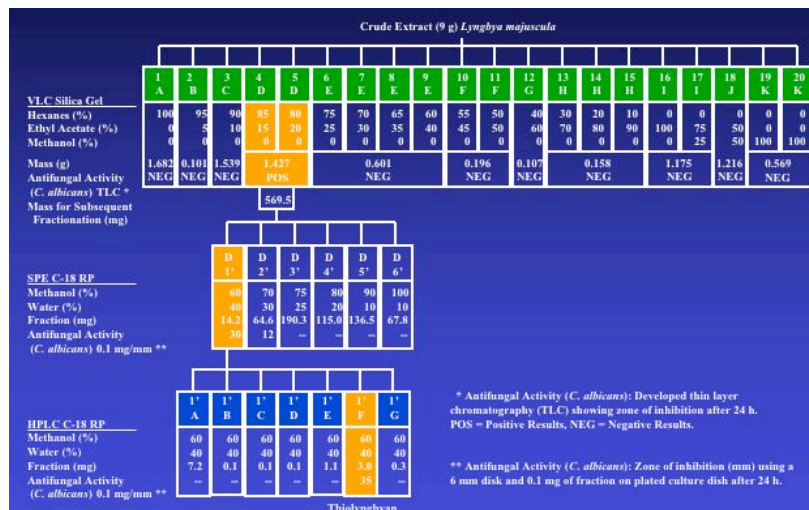 Crude Extract (9 g) Lyngbya majuscula
1 2 3 4 5 6 7 8 9 10 11 12 13 14 15 16 17 18 19 20
A B C D D E E E E F F G H H H I I J K K
VLC Silica Gel
Hexanes (%) 100 95 90 85 80 75 70 65 60 55 50 40 30 20 10 0 0 0 0 0
Ethyl Acetate (%) 0 5 10 15 20 25 30 35 40 45 50 60 70 80 90 100 75 50 0 0
Methanol (%) 0 0 0 0 0 0 0 0 0 0 0 0 0 0 0 0 25 50 100 100
Mass (g) 1.682 0.101 1.539 1.427 0.601 0.196 0.107 0.158 1.175 1.216 0.569
Antifungal Activity NEG NEG NEG POS NEG NEG NEG NEG NEG NEG NEG
(C. albicans) TLC *
Mass for Subsequent 569.5
Fractionation (mg)
D D D D D D
1' 2' 3' 4' 5' 6'
SPE C-18 RP
Methanol (%) 60 70 75 80 90 100
Water (%) 40 30 25 20 10 10
Fraction (mg) 14.2 64.6 190.3 115.0 136.5 67.8
Antifungal Activity 30 12 -- -- -- --
(C. albicans) 0.1 mg/mm **
1' 1' 1' 1' 1' 1' 1'
A B C D E F G
HPLC C-18 RP
Methanol (%) 60 60 60 60 60 60 60
Water (%) 40 40 40 40 40 40 40
Fraction (mg) 7.2 0.1 0.1 0.1 1.1 3.0 0.3
Antifungal Activity -- -- -- -- -- 35 --
(C. albicans) 0.1 mg/mm **
* Antifungal Activity (C. albicans): Developed thin layer
chromatography (TLC) showing zone of inhibition after 24 h.
POS = Positive Results, NEG = Negative Results.
** Antifungal Activity (C. albicans): Zone of inhibition (mm) using a
6 mm disk and 0.1 mg of fraction on plated culture dish after 24 h.